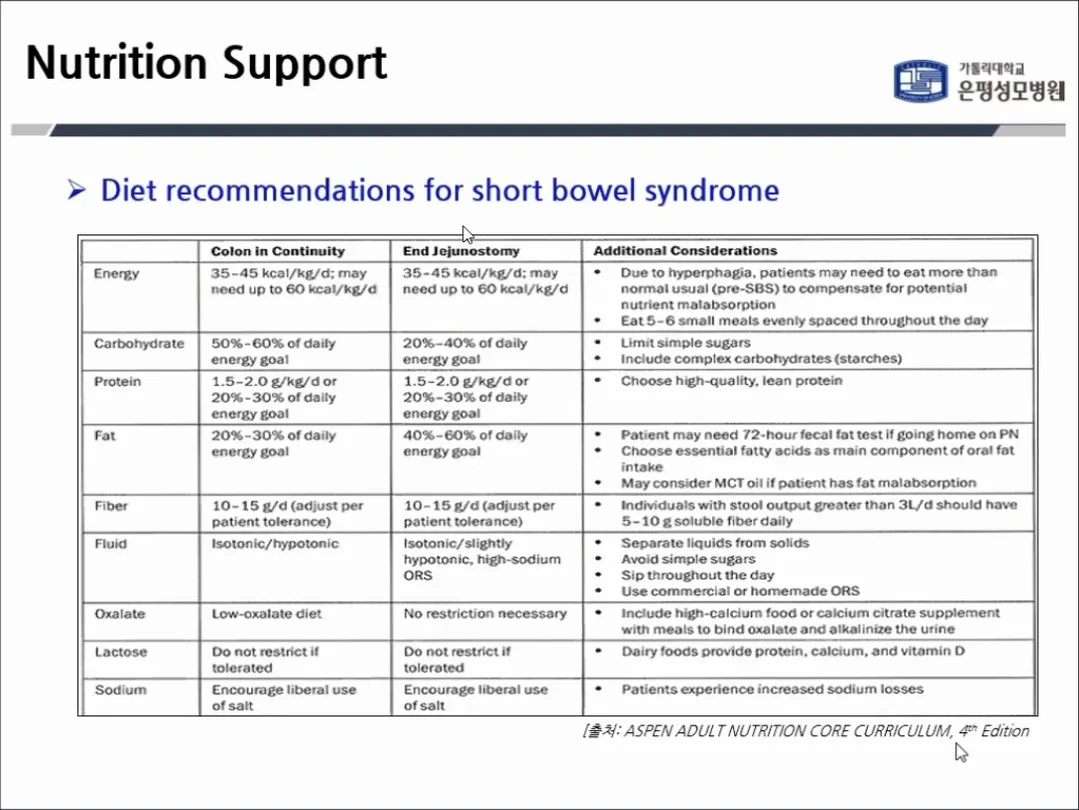 Nutrition Support
가톨릭대학교
은평성모병원
➢ Diet recommendations for short bowel syndrome
Colon in Continuity End Jejunostomy Additional Considerations
Energy
35–45 kcal/kg/d; may
need up to 60 kcal/kg/d
35–45 kcal/kg/d; may
need up to 60 kcal/kg/d
• Due to hyperphagia, patients may need to eat more than
normal usual (pre-SBS) to compensate for potential
nutrient malabsorption
• Eat 5–6 small meals evenly spaced throughout the day
Carbohydrate
50%–60% of daily
energy goal
20%–40% of daily
energy goal
• Limit simple sugars
• Include complex carbohydrates (starches)
Protein
1.5–2.0 g/kg/d or
20%–30% of daily
energy goal
1.5–2.0 g/kg/d or
20%–30% of daily
energy goal
• Choose high-quality, lean protein
Fat
20%–30% of daily
energy goal
40%–60% of daily
energy goal
• Patient may need 72-hour fecal fat test if going home on PN
• Choose essential fatty acids as main component of oral fat
intake
• May consider MCT oil if patient has fat malabsorption
Fiber
10–15 g/d (adjust per
patient tolerance)
10–15 g/d (adjust per
patient tolerance)
• Individuals with stool output greater than 3L/d should have
5–10 g soluble fiber daily
Fluid
Isotonic/hypotonic
Isotonic/slightly
hypotonic, high-sodium
ORS
• Separate liquids from solids
• Avoid simple sugars
• Sip throughout the day
• Use commercial or homemade ORS
Oxalate
Low-oxalate diet
No restriction necessary
• Include high-calcium food or calcium citrate supplement
with meals to bind oxalate and alkalinize the urine
Lactose
Do not restrict if
tolerated
Do not restrict if
tolerated
• Dairy foods provide protein, calcium, and vitamin D
Sodium
Encourage liberal use
of salt
Encourage liberal use
of salt
• Patients experience increased sodium losses
[출처: ASPEN ADULT NUTRITION CORE CURRICULUM, 4th Edition